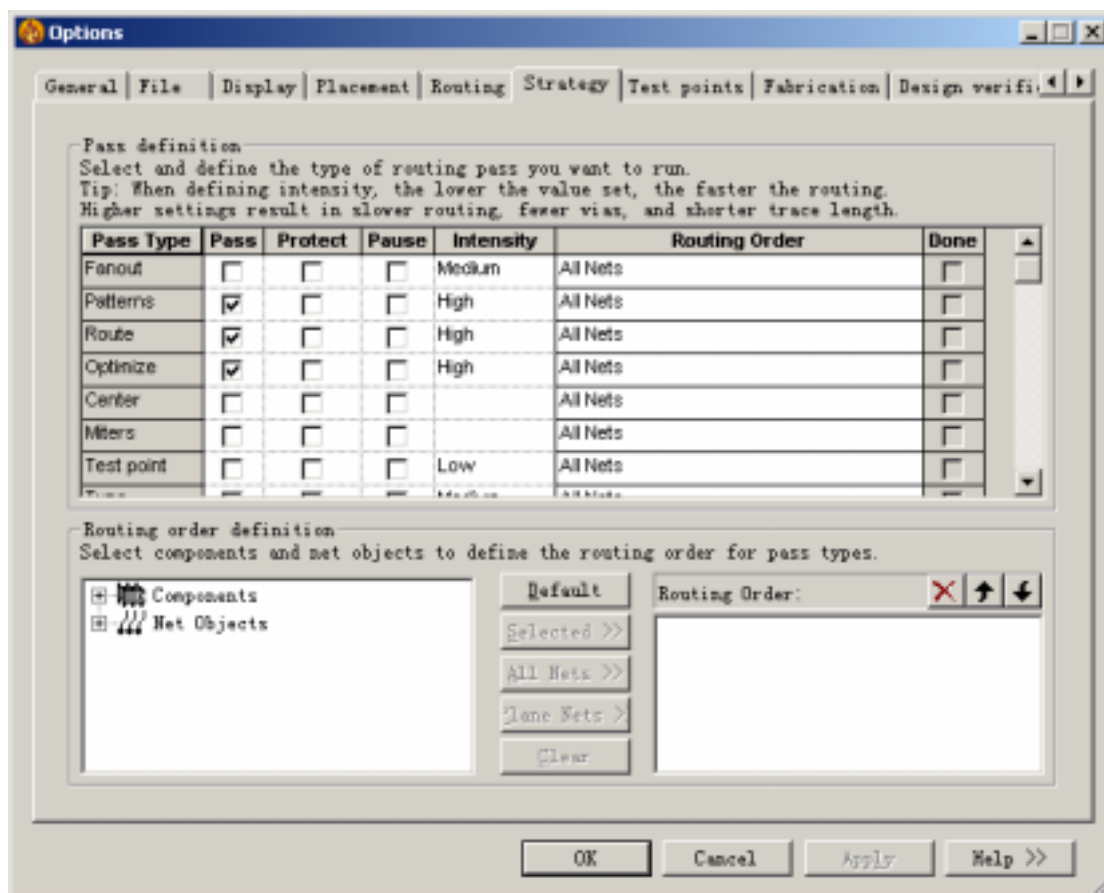 Options
General File Display Placement Routing Strategy Test points Fabrication Design verifi
Pass definition
Select and define the type of routing pass you want to run.
Tip: When defining intensity, the lower the value set, the faster the routing.
Higher settings result in slower routing, fewer vias, and shorter trace length.
Pass Type Pass Protect Pause Intensity Routing Order Done
Fanout Medium All Nets
Patterns High All Nets
Route High All Nets
Optimize High All Nets
Center All Nets
Miters All Nets
Test point Low All Nets
Routing order definition
Select components and net objects to define the routing order for pass types.
Components
Net Objects
Default
Selected >>
All Nets >>
lane Nets >
Clear
Routing Order:
OK Cancel Apply Help >>